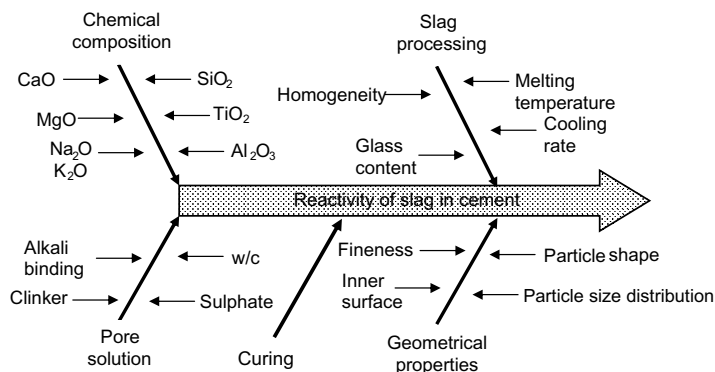 Chemical
composition
Slag
processing
CaO
SiO2
MgO
TiO2
Na2O
K2O
Al2O3
Homogeneity
Melting
temperature
Cooling
rate
Glass
content
Reactivity of slag in cement
Alkali
binding
w/c
Clinker
Sulphate
Pore
solution
Curing
Fineness
Particle shape
Inner
surface
Particle size distribution
Geometrical
properties